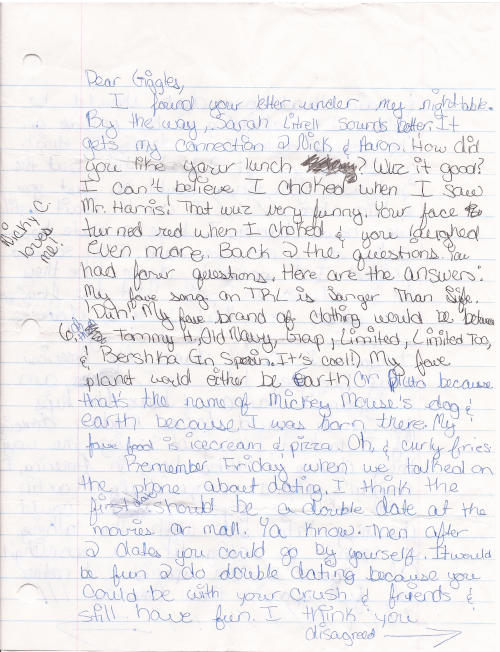 Dear Giggles,
I found your letter under my nightable.
By the way, Sarah Litrell sounds better. It
gets my connection 2 Nick & Aaron. How did
you like your lunch? Wuz it good?
I can't believe I choked when I saw
Mr. Harris! That wuz very funny. Your face
turned red when I choked & you laughed
even more. Back 2 the questions. You
had four questions. Here are the answers:
My fave song on TRL is Larger Than Life.
Duh! My fave brand of clothing would be between
6 Tommy H, Old Navy, Gap, Limited, Limited Too,
& Bershka (in Spain. It's cool!) My fave
planet would either be Earth or Pluto because
that's the name of Mickey Mouse's dog &
earth because I was born there. My
fave food is icecream & pizza. Oh, & curly fries.
Remember Friday when we talked on
the phone about dating. I think the
first date should be a double date at the
movies or mall. Ya know. Then after
2 dates you could go by yourself. It would
be fun 2 do double dating because you
could be with your crush & friends &
still have fun. I think you
disagreed
Nicky C.
loves
me!